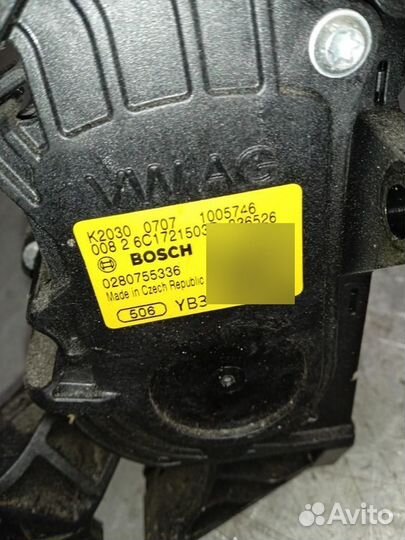 VW AG
K2030 0707 1005746
008 2 6C1721503 026526
BOSCH
0280755336
Made in Czech Republic
506 YB3
Avito